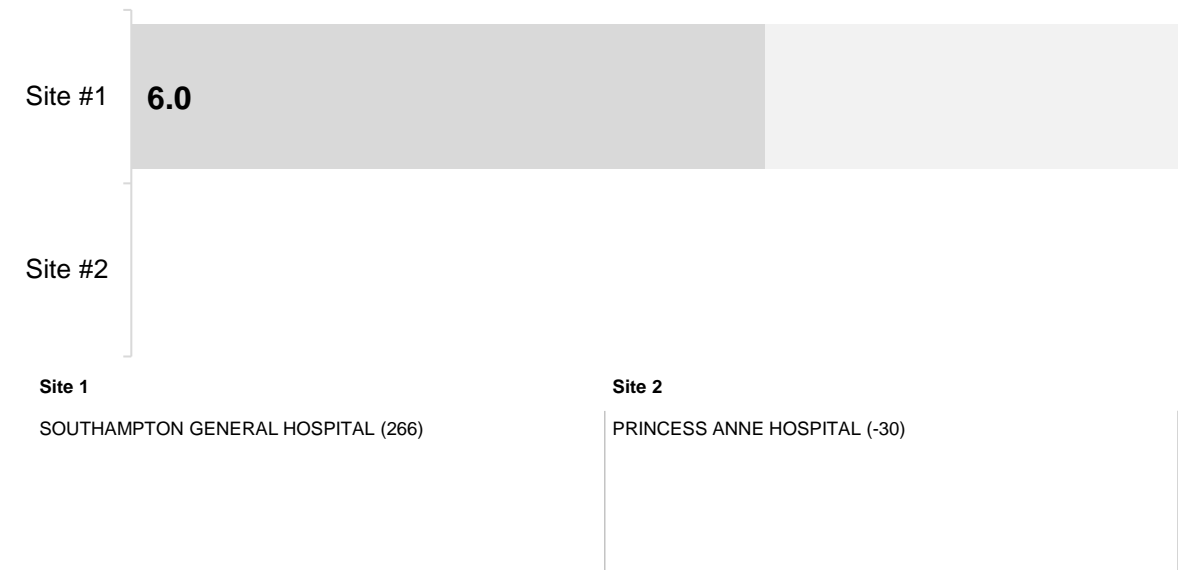 Site #1
6.0
Site #2
Site 1
Site 2
SOUTHAMPTON GENERAL HOSPITAL (266)
PRINCESS ANNE HOSPITAL (-30)